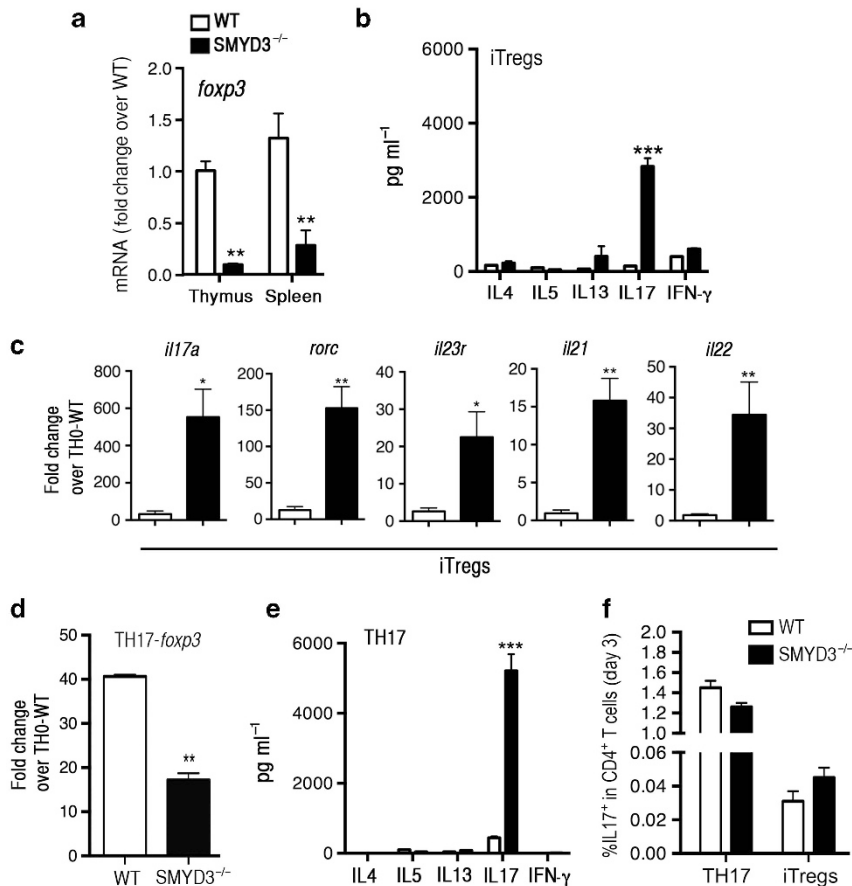 a
WT
SMYD3⁻/⁻
mRNA (fold change over WT)
foxp3
2.0
1.5
1.0
0.5
0.0
**
**
Thymus Spleen
b
iTregs
pg ml⁻¹
6000
4000
2000
0
***
IL4 IL5 IL13 IL17 IFN-γ
c
Fold change
over TH0-WT
il17a
800
600
400
200
0
*
rorc
200
150
100
50
0
**
il23r
40
30
20
10
0
*
il21
20
15
10
5
0
**
il22
50
40
30
20
10
0
**
iTregs
d
Fold change
over TH0-WT
TH17-foxp3
50
40
30
20
10
0
**
WT SMYD3⁻/⁻
e
TH17
pg ml⁻¹
6000
4000
2000
0
***
IL4 IL5 IL13 IL17 IFN-γ
f
WT
SMYD3⁻/⁻
%IL17⁺ in CD4⁺ T cells (day 3)
2.0
1.8
1.6
1.4
1.2
1.0
0.06
0.04
0.02
0.00
TH17 iTregs